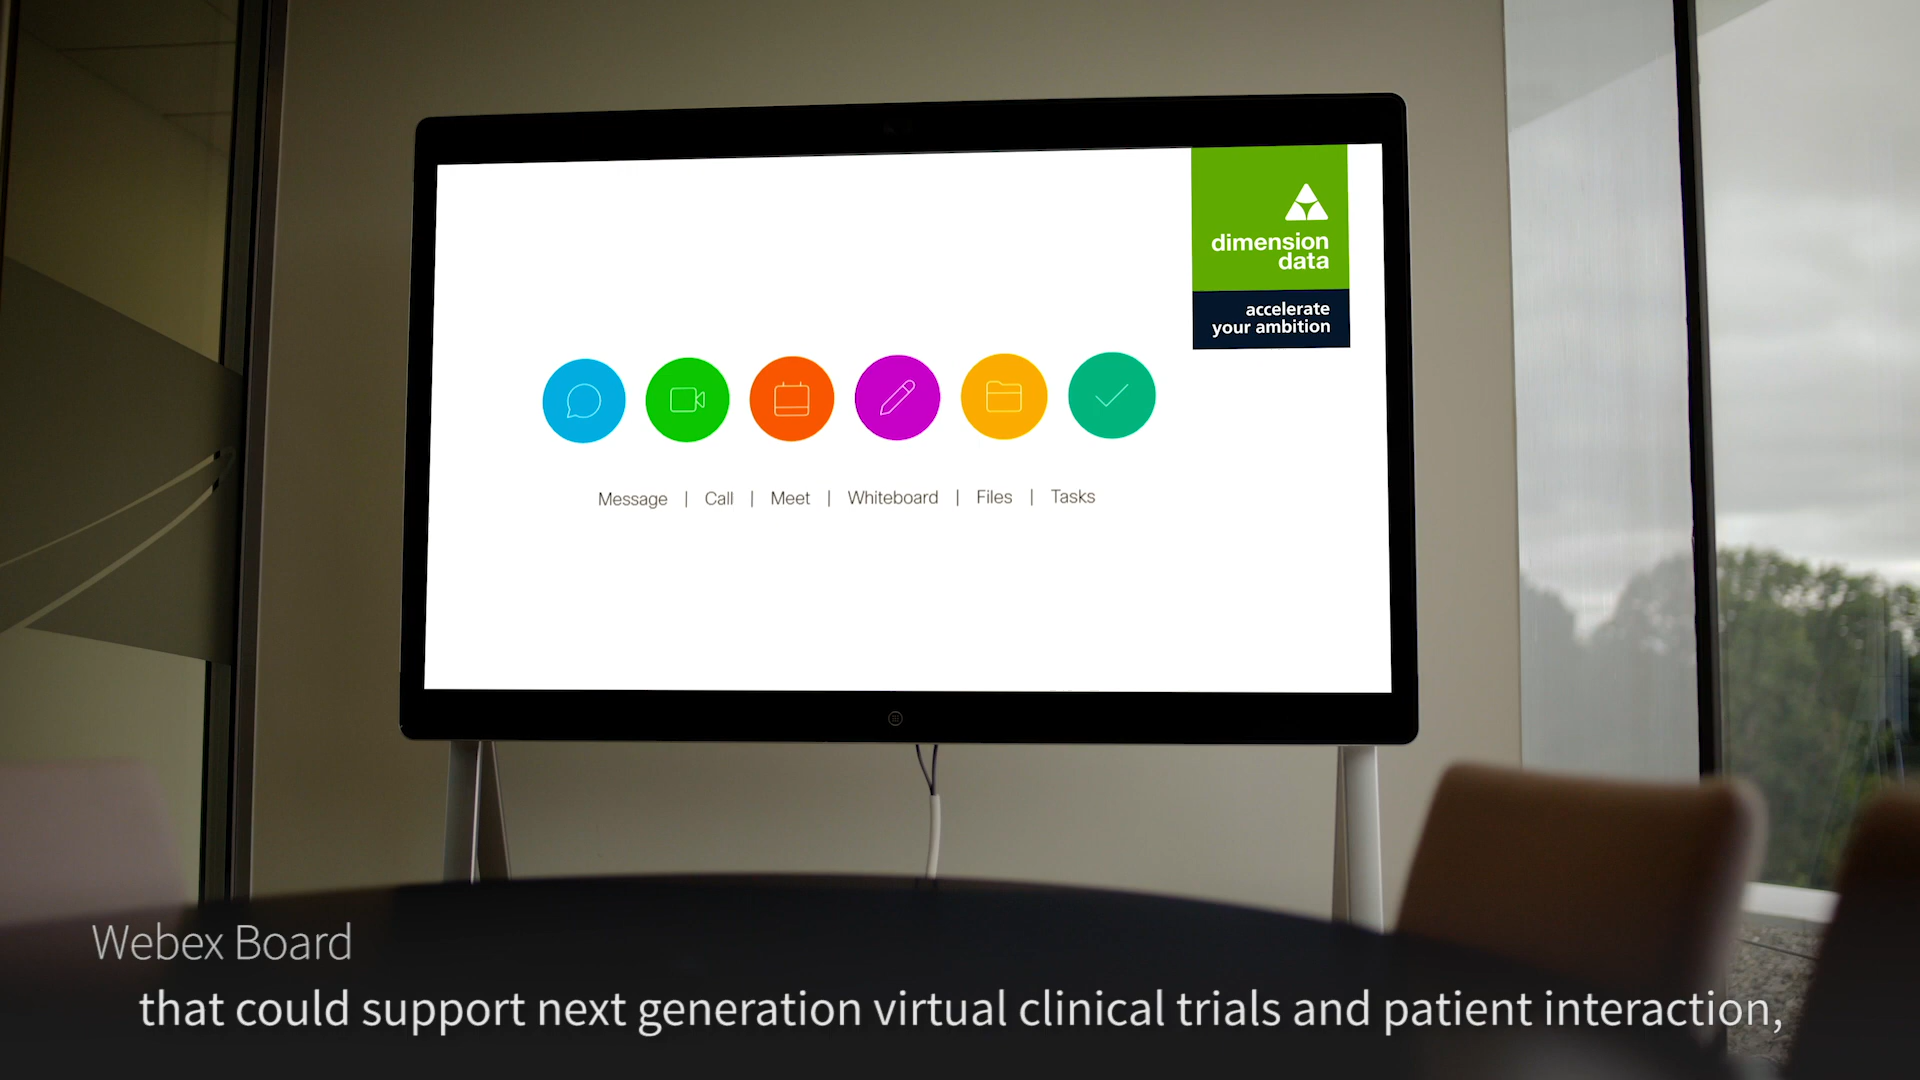 dimension
data
accelerate
your ambition
Message | Call | Meet | Whiteboard | Files | Tasks
Webex Board
that could support next generation virtual clinical trials and patient interaction,